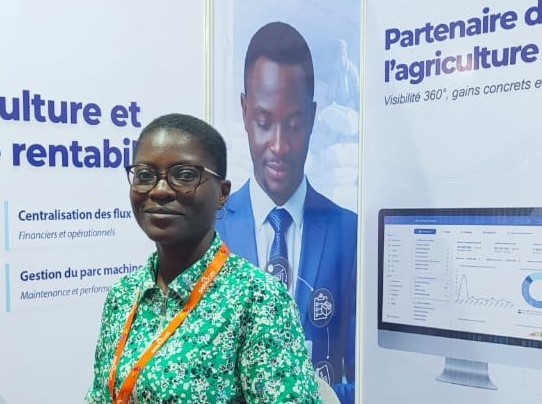 ulture et
rentabil
Centralisation des flux
Financiers et opérationnels
Gestion du parc machin
Maintenance et perform
Partenaire d
l'agriculture
Visibilité 360°, gains concrets e